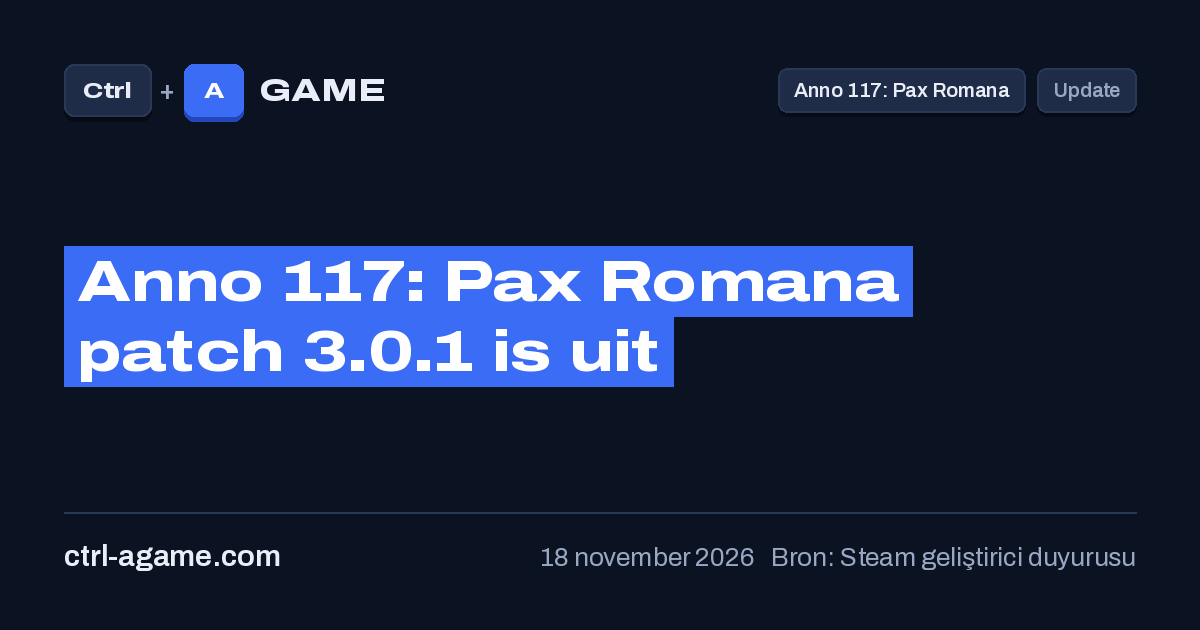 Ctrl + A GAME
Anno 117: Pax Romana Update
Anno 117: Pax Romana
patch 3.0.1 is uit
ctrl-agame.com
18 november 2026 Bron: Steam geliştirici duyurusu